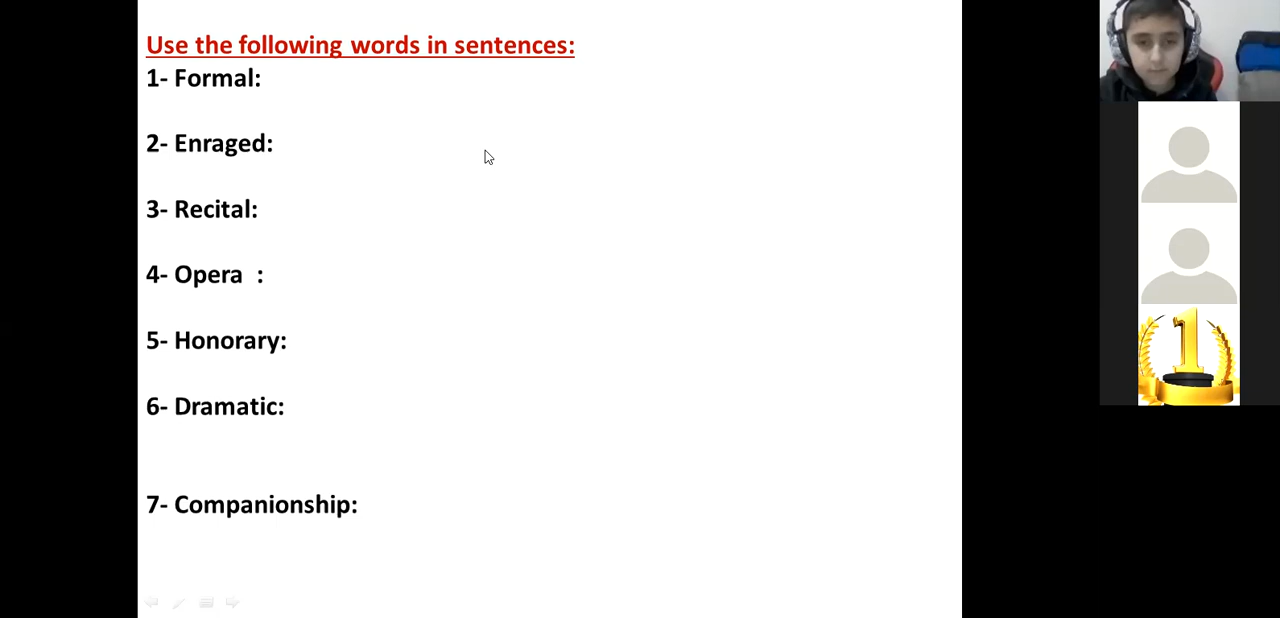 Use the following words in sentences:
1- Formal:
2- Enraged:
3- Recital:
4- Opera  :
5- Honorary:
6- Dramatic:
7- Companionship:
1